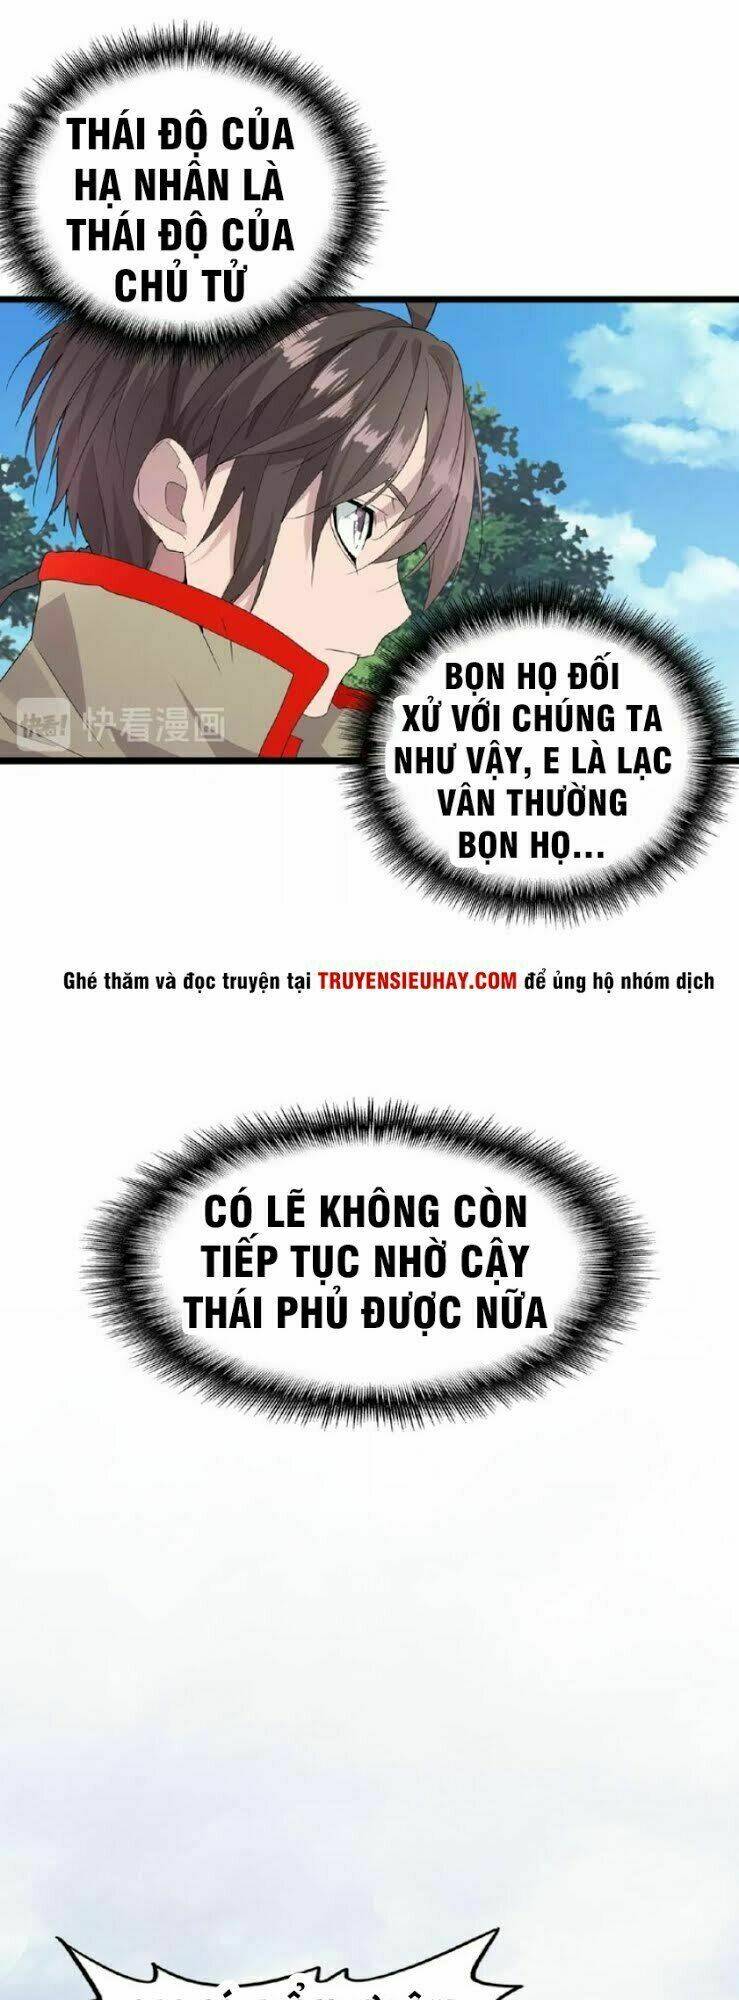 THÁI ĐỘ CỦA
HẠ NHÂN LÀ
THÁI ĐỘ CỦA
CHỦ TỬ
BỌN HỌ ĐỐI
XỬ VỚI CHÚNG TA
NHƯ VẬY, E LÀ LẠC
VÂN THƯỜNG
BỌN HỌ...
快看! 快看漫画
Ghé thăm và đọc truyện tại TRUYENSIEUHAY.COM để ủng hộ nhóm dịch
CÓ LẼ KHÔNG CÒN
TIẾP TỤC NHỜ CẬY
THÁI PHỦ ĐƯỢC NỮA